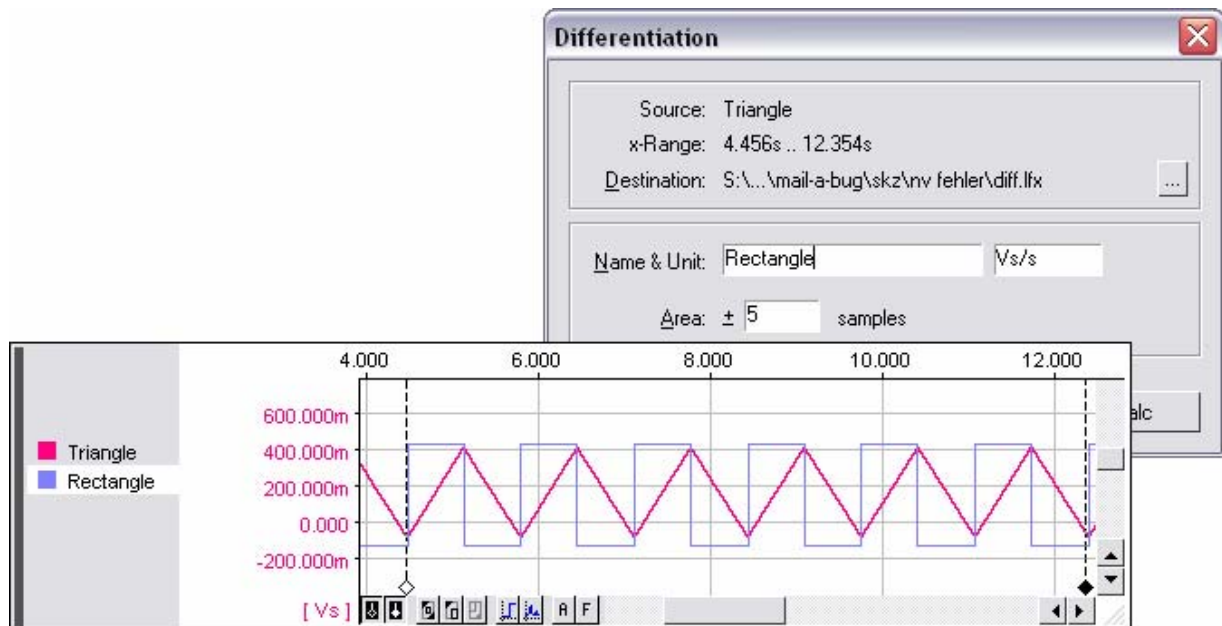 Differentiation
Source: Triangle
x-Range: 4.456s .. 12.354s
Destination: S:\...\mail-a-bug\skz\nv fehler\diff.lfx
...
Name & Unit: Rectangle Vs/s
Area: ± 5 samples
alc
4.000 6.000 8.000 10.000 12.000
600.000m
400.000m
200.000m
0.000
-200.000m
[ Vs ]
Triangle
Rectangle
A F